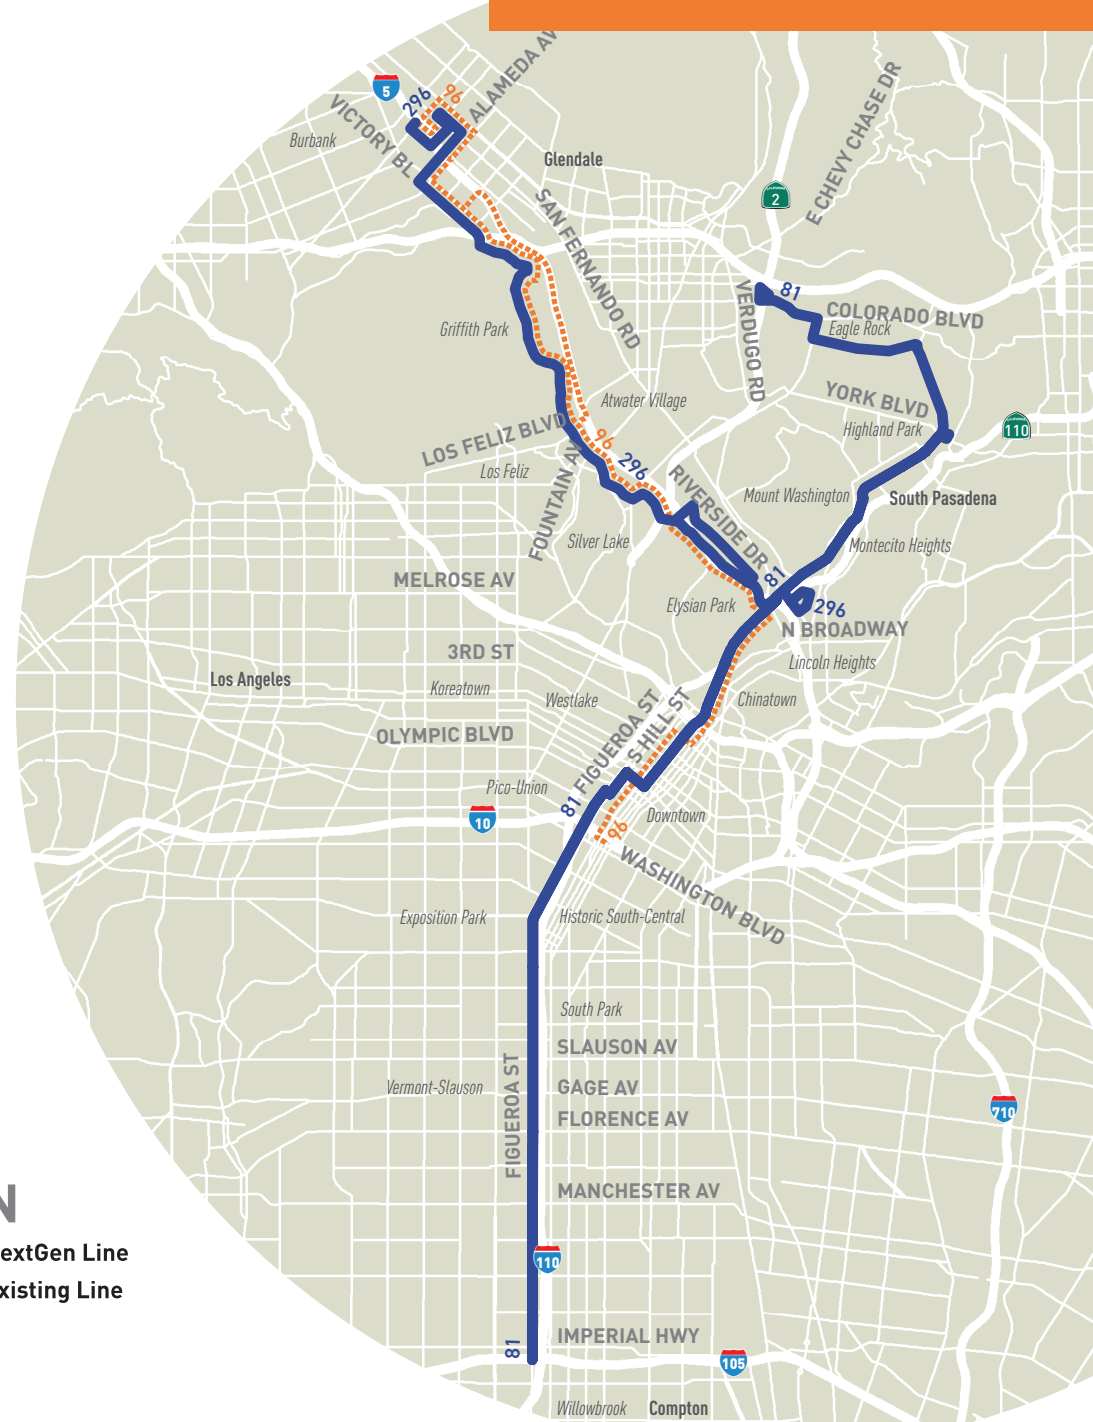 ALAMEDA AV
5
296
96
VICTORY BL
Burbank
Glendale
E CHEVY CHASE DR
2
SAN FERNANDO RD
81
VERDUGO RD
COLORADO BLVD
Eagle Rock
Griffith Park
YORK BLVD
Atwater Village
110
Highland Park
LOS FELIZ BLVD
96
296
Los Feliz
FOUNTAIN AV
RIVERSIDE DR
Mount Washington
South Pasadena
Silver Lake
Montecito Heights
MELROSE AV
81
Elysian Park
296
N BROADWAY
3RD ST
Lincoln Heights
Los Angeles
Koreatown
Westlake
Chinatown
FIGUEROA ST
S HILL ST
OLYMPIC BLVD
Pico-Union
81
10
Downtown
96
WASHINGTON BLVD
Exposition Park
Historic South-Central
South Park
SLAUSON AV
FIGUEROA ST
Vermont-Slauson
GAGE AV
710
FLORENCE AV
MANCHESTER AV
N
extGen Line
110
xisting Line
81
IMPERIAL HWY
105
Willowbrook
Compton